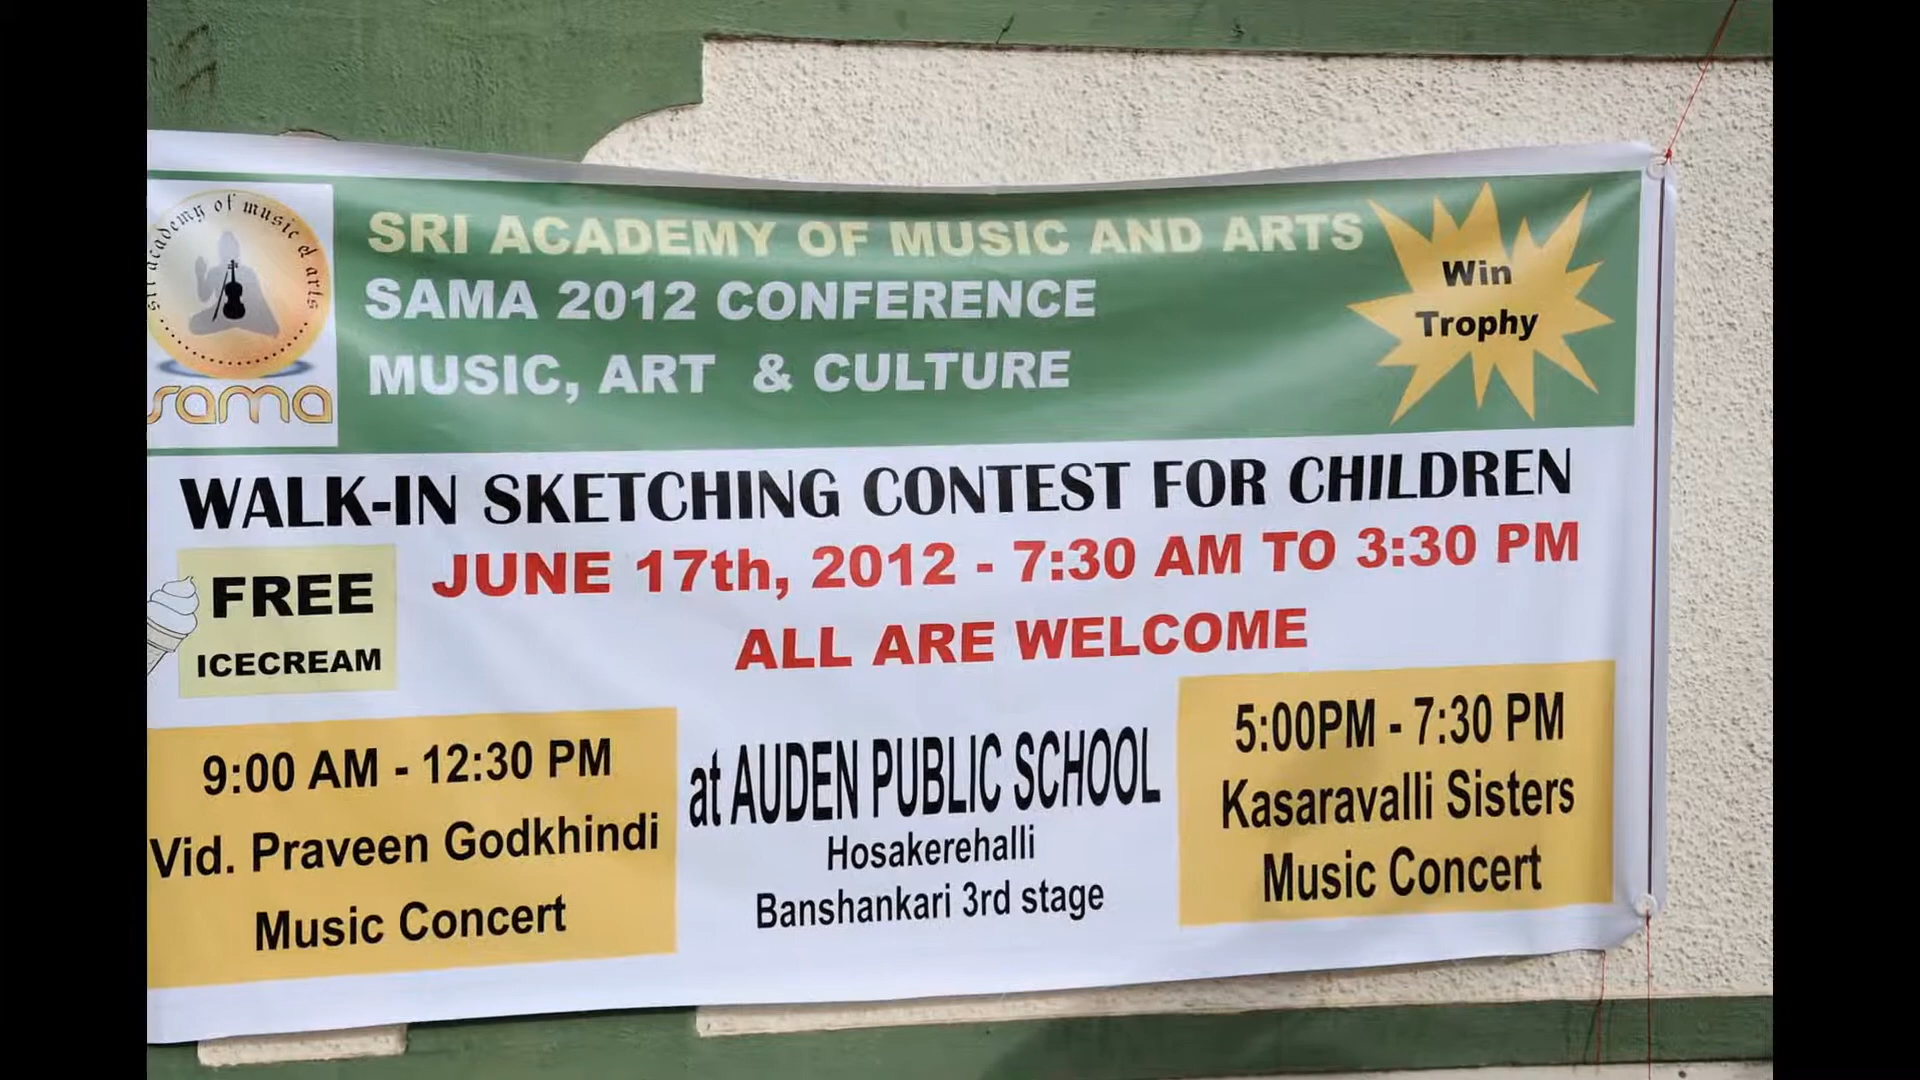 sri academy of music & arts
sama
SRI ACADEMY OF MUSIC AND ARTS
SAMA 2012 CONFERENCE
MUSIC, ART & CULTURE
Win
Trophy
WALK-IN SKETCHING CONTEST FOR CHILDREN
JUNE 17th, 2012 - 7:30 AM TO 3:30 PM
ALL ARE WELCOME
FREE
ICECREAM
9:00 AM - 12:30 PM
Vid. Praveen Godkhindi
Music Concert
at AUDEN PUBLIC SCHOOL
Hosakerehalli
Banshankari 3rd stage
5:00PM - 7:30 PM
Kasaravalli Sisters
Music Concert